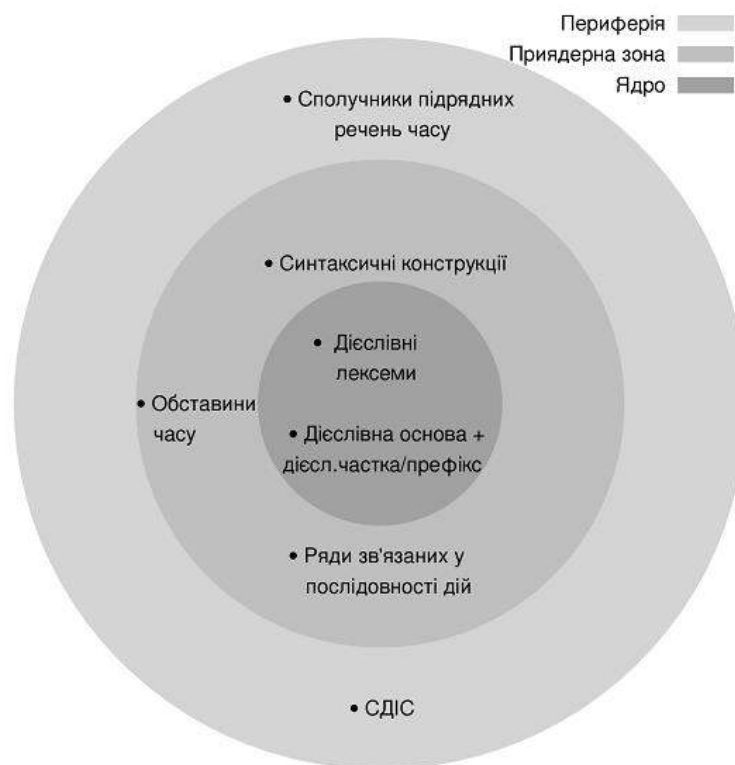 Периферія
Приядерна зона
Ядро
• Сполучники підрядних
речень часу
• Синтаксичні конструкції
• Дієслівні
лексеми
• Обставини
часу
• Дієслівна основа +
дієсл.частка/префікс
• Ряди зв'язаних у
послідовності дій
• СДІС